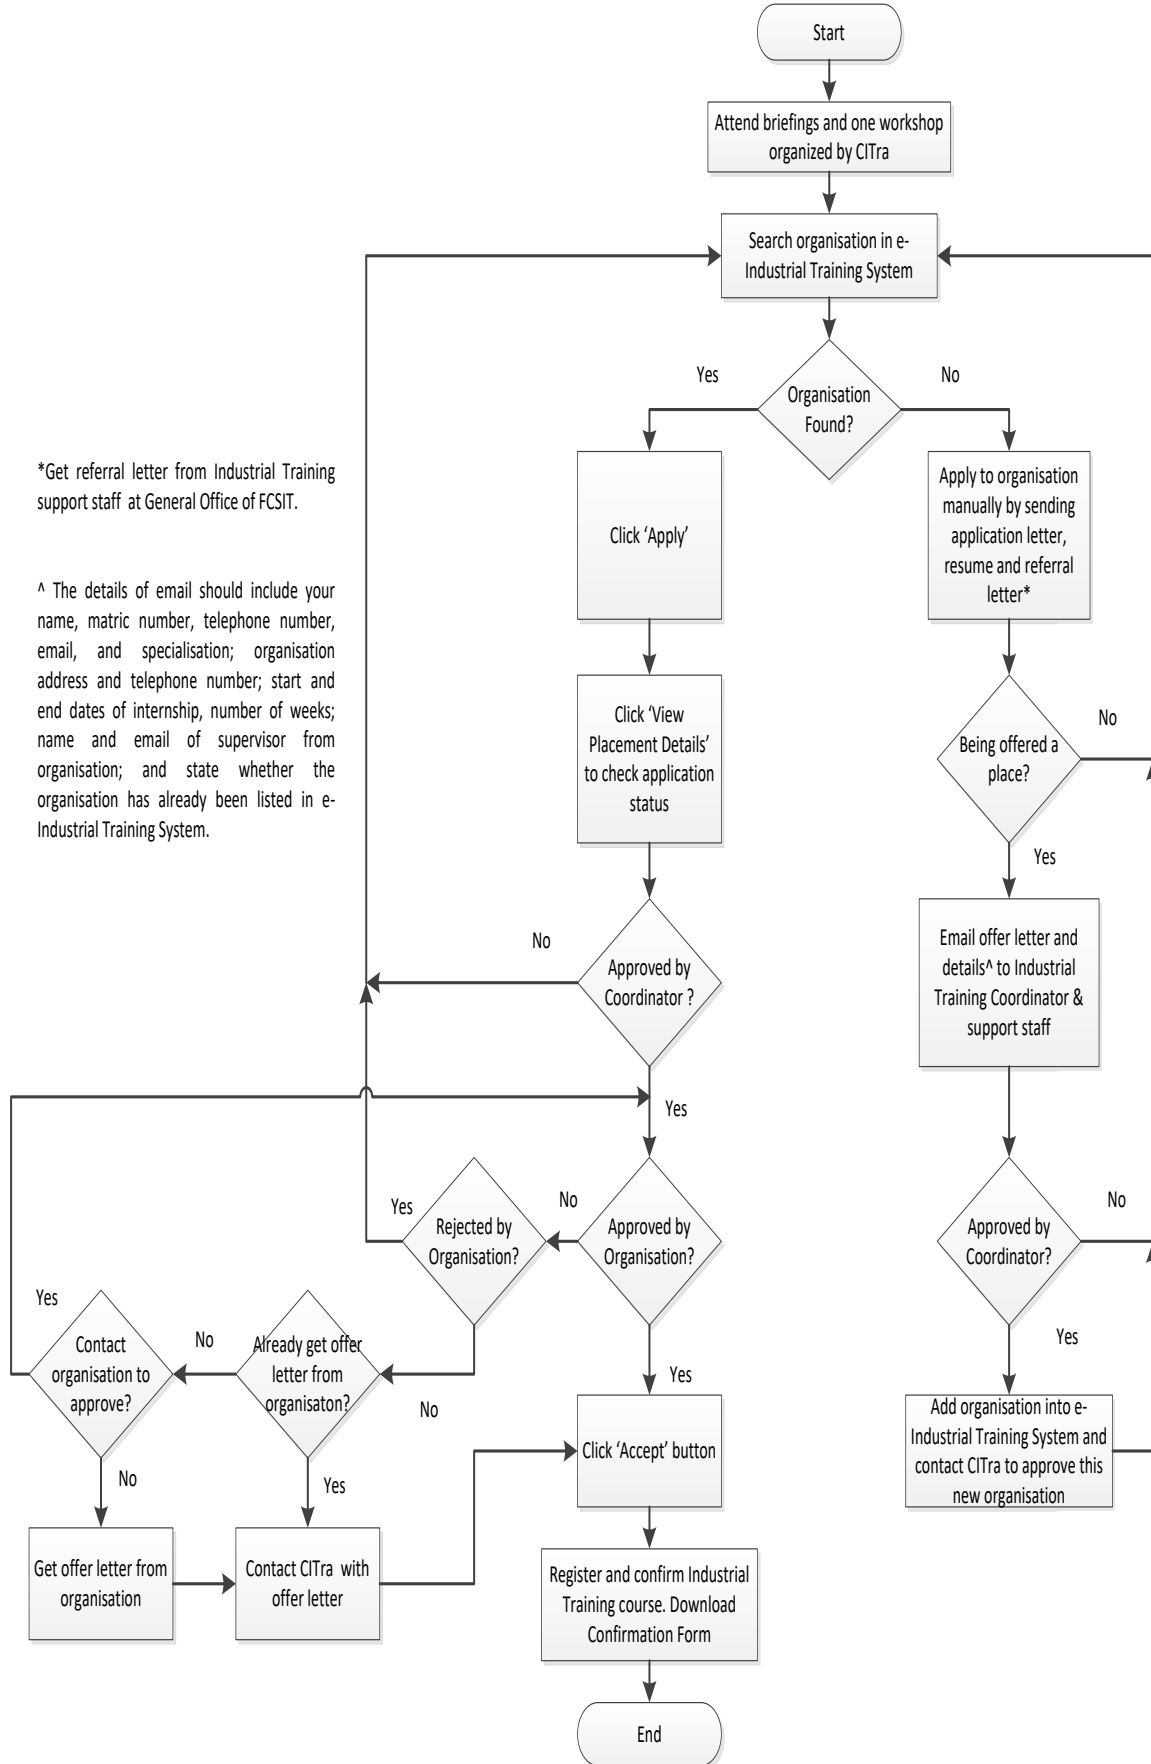 Start
Attend briefings and one workshop
organized by CITra
Search organisation in e-
Industrial Training System
Yes
No
Organisation
Found?
*Get referral letter from Industrial Training
support staff at General Office of FCSIT.
^ The details of email should include your
name, matric number, telephone number,
email, and specialisation; organisation
address and telephone number; start and
end dates of internship, number of weeks;
name and email of supervisor from
organisation; and state whether the
organisation has already been listed in e-
Industrial Training System.
Click ‘Apply’
Apply to organisation
manually by sending
application letter,
resume and referral
letter*
Click ‘View
Placement Details’
to check application
status
Being offered a
place?
No
Yes
No
Approved by
Coordinator ?
Email offer letter and
details^ to Industrial
Training Coordinator &
support staff
Yes
Yes
Rejected by
Organisation?
No
Approved by
Organisation?
Approved by
Coordinator?
No
Yes
Contact
organisation to
approve?
No
Already get offer
letter from
organisaton?
No
Yes
Yes
No
Yes
Click ‘Accept’ button
Add organisation into e-
Industrial Training System and
contact CITra to approve this
new organisation
Get offer letter from
organisation
Contact CITra with
offer letter
Register and confirm Industrial
Training course. Download
Confirmation Form
End